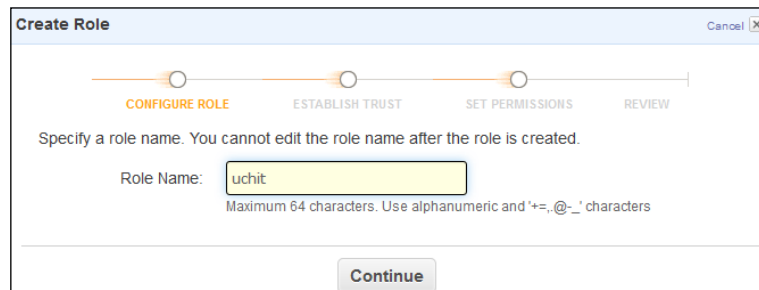 Create Role
Cancel
CONFIGURE ROLE ESTABLISH TRUST SET PERMISSIONS REVIEW
Specify a role name. You cannot edit the role name after the role is created.
Role Name: uchit
Maximum 64 characters. Use alphanumeric and '+=,.@-_' characters
Continue